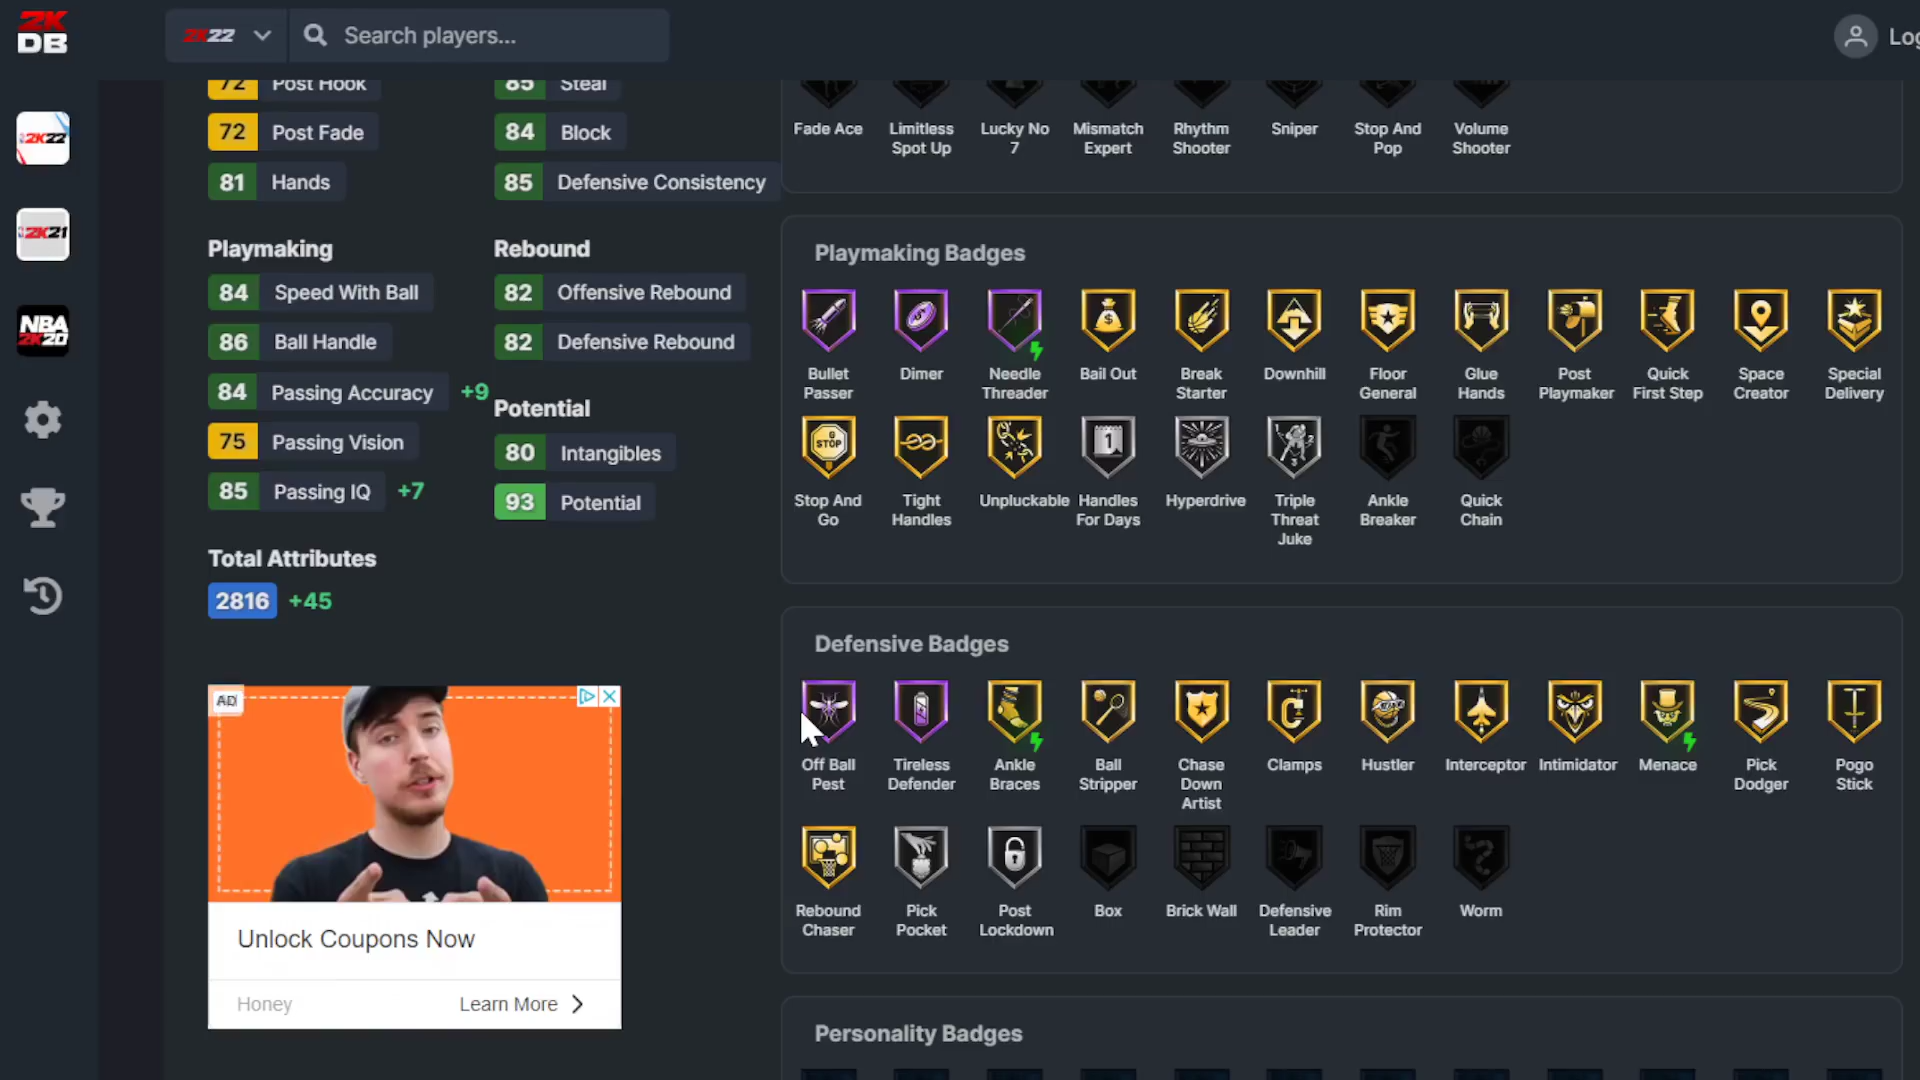 2K
DB
2K22
Search players...
Log
2K22
2K21
NBA
2K20
72 Post Hook
72 Post Fade
81 Hands
85 Steal
84 Block
85 Defensive Consistency
Playmaking
84 Speed With Ball
86 Ball Handle
84 Passing Accuracy +9
75 Passing Vision
85 Passing IQ +7
Rebound
82 Offensive Rebound
82 Defensive Rebound
Potential
80 Intangibles
93 Potential
Total Attributes
2816 +45
AD
Unlock Coupons Now
Honey
Learn More
Fade Ace
Limitless
Spot Up
Lucky No
7
Mismatch
Expert
Rhythm
Shooter
Sniper
Stop And
Pop
Volume
Shooter
Playmaking Badges
Bullet
Passer
Dimer
Needle
Threader
Bail Out
Break
Starter
Downhill
Floor
General
Glue
Hands
Post
Playmaker
Quick
First Step
Space
Creator
Special
Delivery
STOP
Stop And
Go
Tight
Handles
Unpluckable
1
Handles
For Days
Hyperdrive
Triple
Threat
Juke
Ankle
Breaker
Quick
Chain
Defensive Badges
Off Ball
Pest
Tireless
Defender
Ankle
Braces
Ball
Stripper
Chase
Down
Artist
Clamps
Hustler
Interceptor
Intimidator
Menace
Pick
Dodger
Pogo
Stick
Rebound
Chaser
Pick
Pocket
Post
Lockdown
Box
Brick Wall
Defensive
Leader
Rim
Protector
Worm
Personality Badges